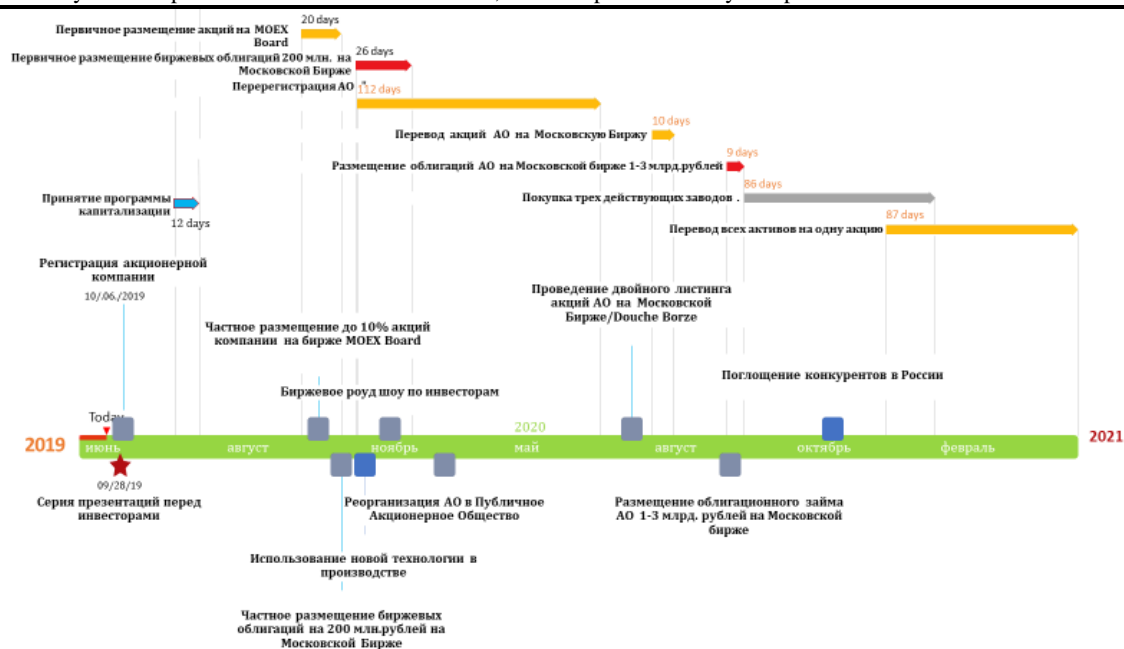 20 days
Первичное размещение акций на MOEX
Board
26 days
Первичное размещение биржевых облигаций 200 млн. на
Московской Бирже
Перерегистрация АО
112 days
10 days
Перевод акций АО на Московскую Биржу
9 days
Размещение облигаций АО на Московской бирже 1-3 млрд.рублей
86 days
Покупка трех действующих заводов .
Принятие программы
капитализации
12 days
87 days
Перевод всех активов на одну акцию
Регистрация акционерной
компании
10/.06./2019
Проведение двойного листинга
акций АО на Московской
Бирже/Douche Borze
Частное размещение до 10% акций
компании на бирже MOEX Board
Поглощение конкурентов в России
Биржевое роуд шоу по инвесторам
Today
2020
2019
июнь
август
ноябрь
май
август
октябрь
февраль
2021
09/28/19
Серия презентаций перед
инвесторами
Реорганизация АО в Публичное
Акционерное Общество
Размещение облигационного займа
АО 1-3 млрд. рублей на Московской
бирже
Использование новой технологии в
производстве
Частное размещение биржевых
облигаций на 200 млн.рублей на
Московской Бирже